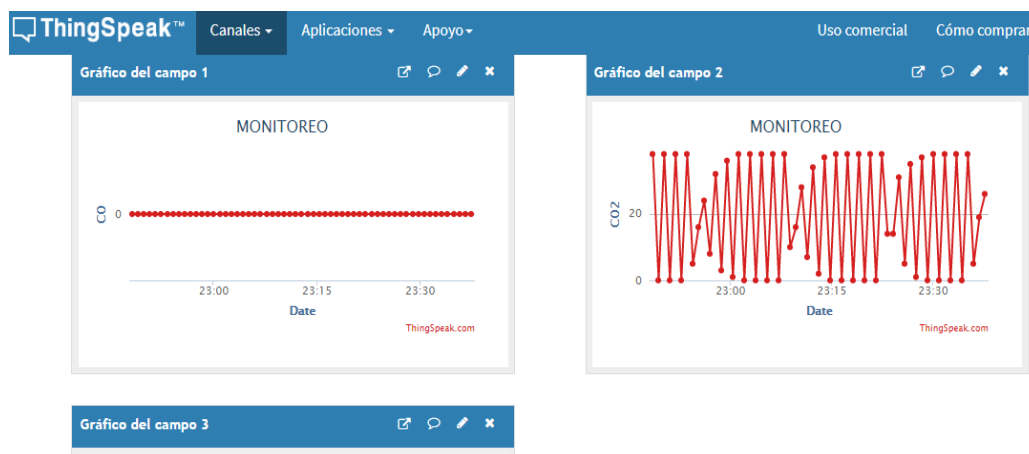 ThingSpeak™ Canales Aplicaciones Apoyo Uso comercial Cómo comprar
Gráfico del campo 1
MONITOREO
CO
0
23:00 23:15 23:30
Date
ThingSpeak.com
Gráfico del campo 2
MONITOREO
CO2
20
0
23:00 23:15 23:30
Date
ThingSpeak.com
Gráfico del campo 3